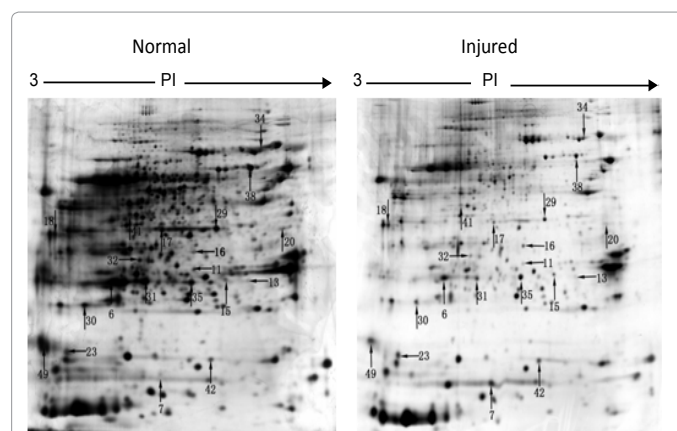 Normal Injured
3 PI 3 PI
34 34
38 38
18 29 18 29
41 17 41 17
16 20 16 20
32 11 32 11
13 13
6 31 35 15 6 31 35 15
30 30
23 23
49 42 49 42
7 7